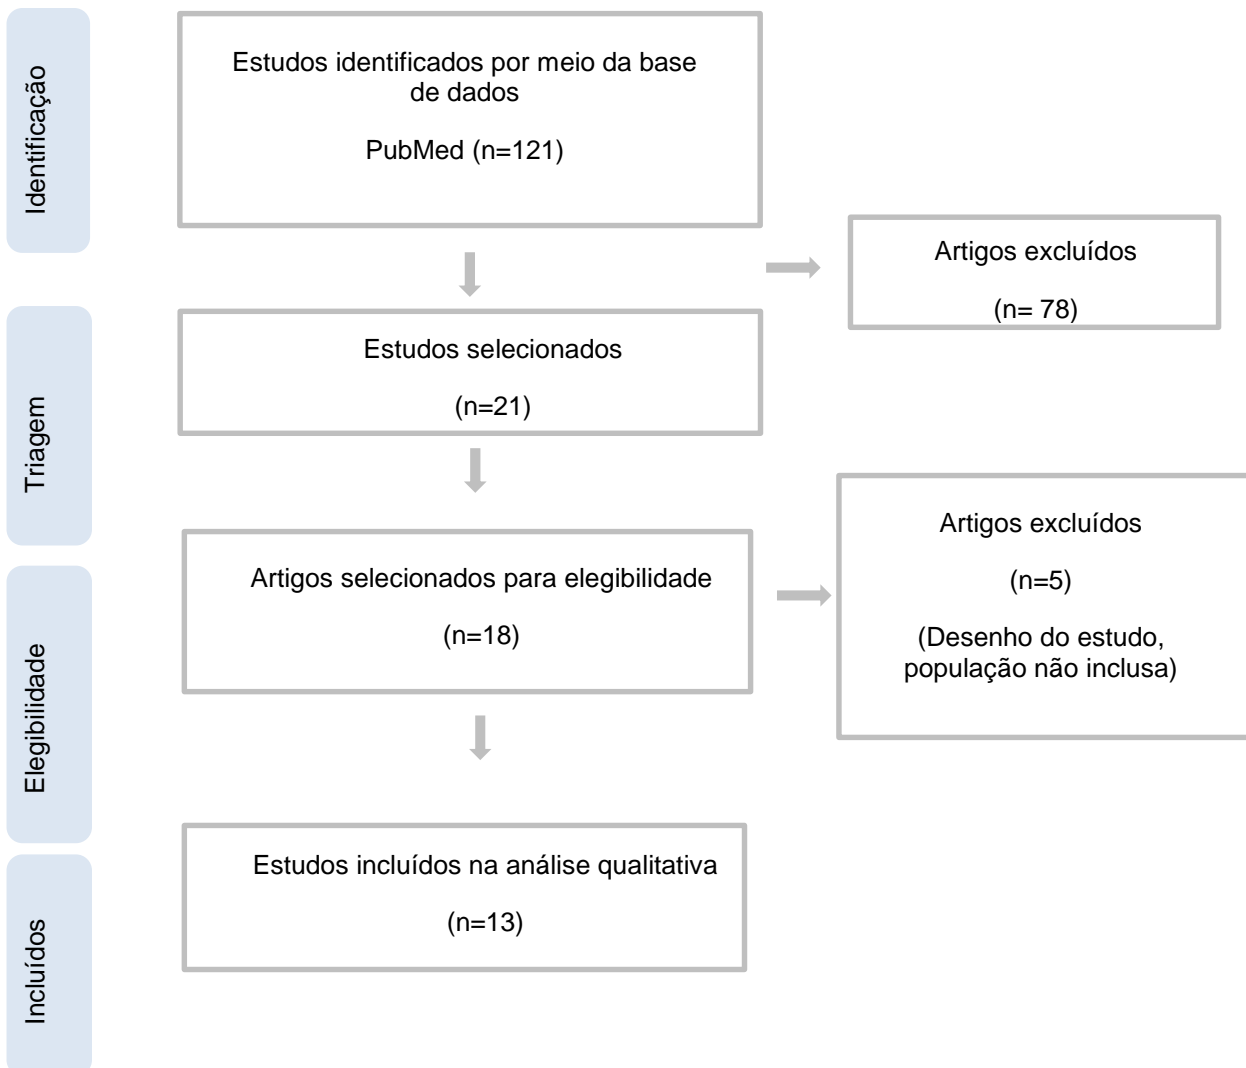 Identificação
Estudos identificados por meio da base
de dados
PubMed (n=121)
Artigos excluídos
(n= 78)
Triagem
Estudos selecionados
(n=21)
Elegibilidade
Artigos selecionados para elegibilidade
(n=18)
Artigos excluídos
(n=5)
(Desenho do estudo,
população não inclusa)
Incluídos
Estudos incluídos na análise qualitativa
(n=13)